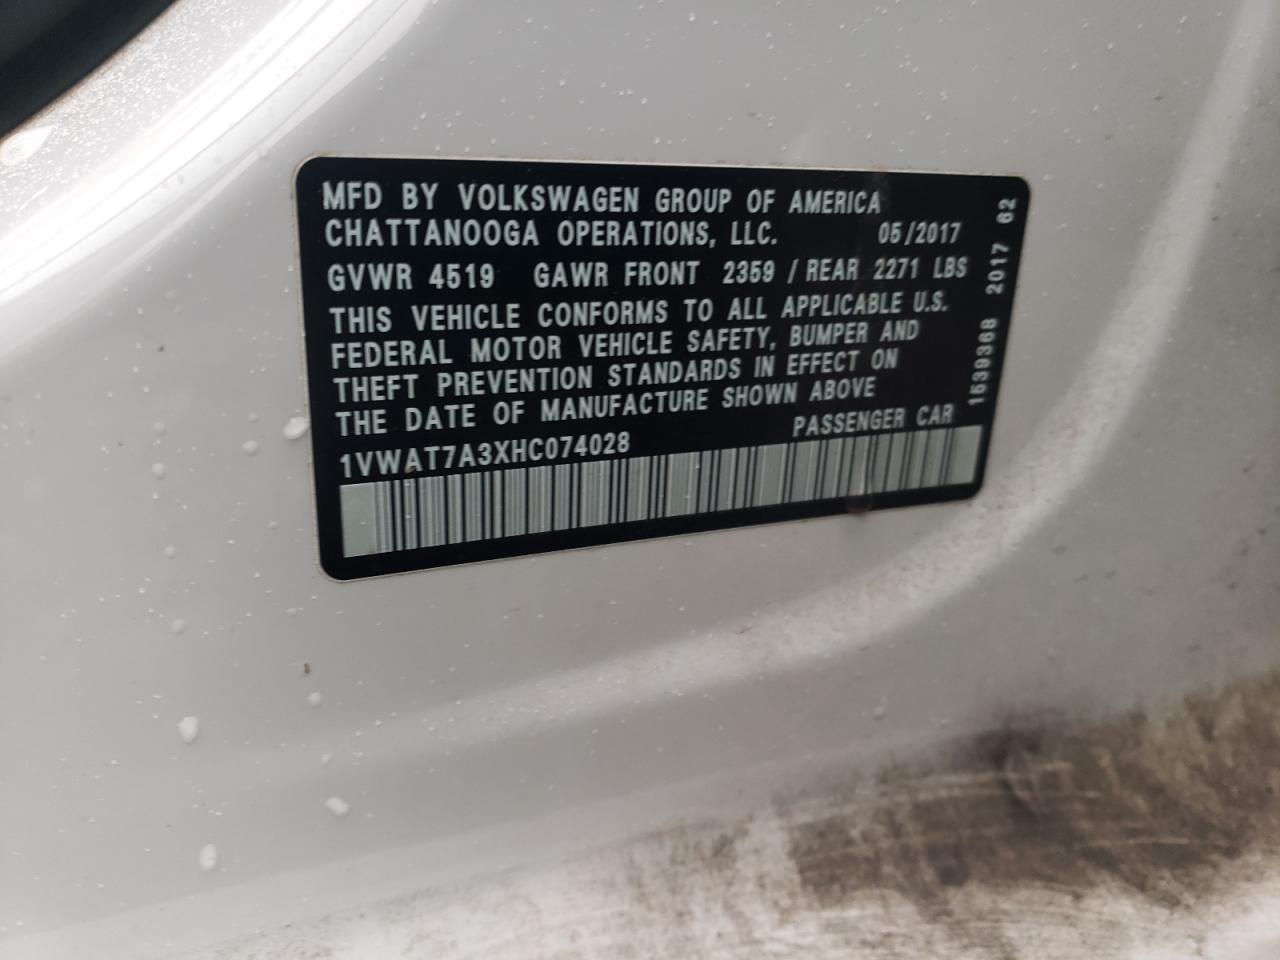 MFD BY VOLKSWAGEN GROUP OF AMERICA
CHATTANOOGA OPERATIONS, LLC. 05/2017
GVWR 4519 GAWR FRONT 2359 / REAR 2271 LBS
THIS VEHICLE CONFORMS TO ALL APPLICABLE U.S.
FEDERAL MOTOR VEHICLE SAFETY, BUMPER AND
THEFT PREVENTION STANDARDS IN EFFECT ON
THE DATE OF MANUFACTURE SHOWN ABOVE
PASSENGER CAR
1VWAT7A3XHC074028
1539368 2017 62